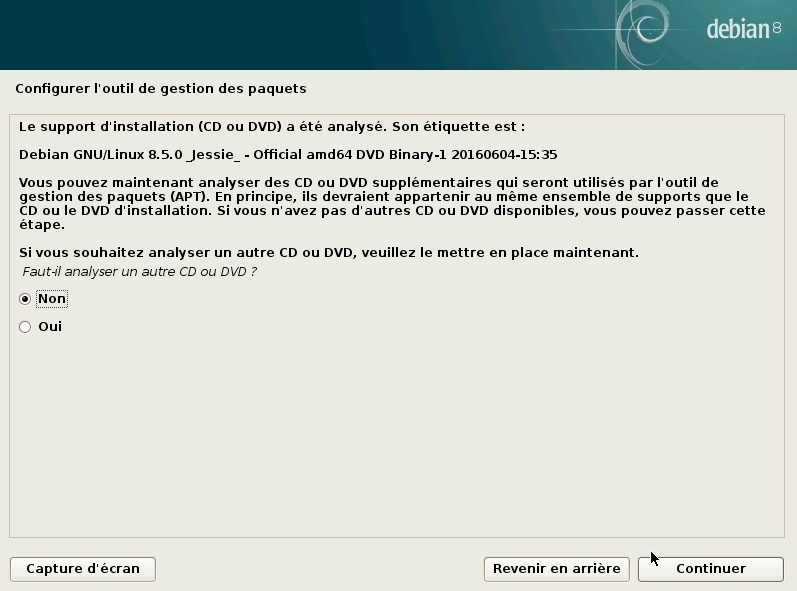 debian 8
Configurer l'outil de gestion des paquets
Le support d'installation (CD ou DVD) a été analysé. Son étiquette est :
Debian GNU/Linux 8.5.0 _Jessie_ - Official amd64 DVD Binary-1 20160604-15:35
Vous pouvez maintenant analyser des CD ou DVD supplémentaires qui seront utilisés par l'outil de
gestion des paquets (APT). En principe, ils devraient appartenir au même ensemble de supports que le
CD ou le DVD d'installation. Si vous n'avez pas d'autres CD ou DVD disponibles, vous pouvez passer cette
étape.
Si vous souhaitez analyser un autre CD ou DVD, veuillez le mettre en place maintenant.
Faut-il analyser un autre CD ou DVD ?
Non
Oui
Capture d'écran Revenir en arrière Continuer